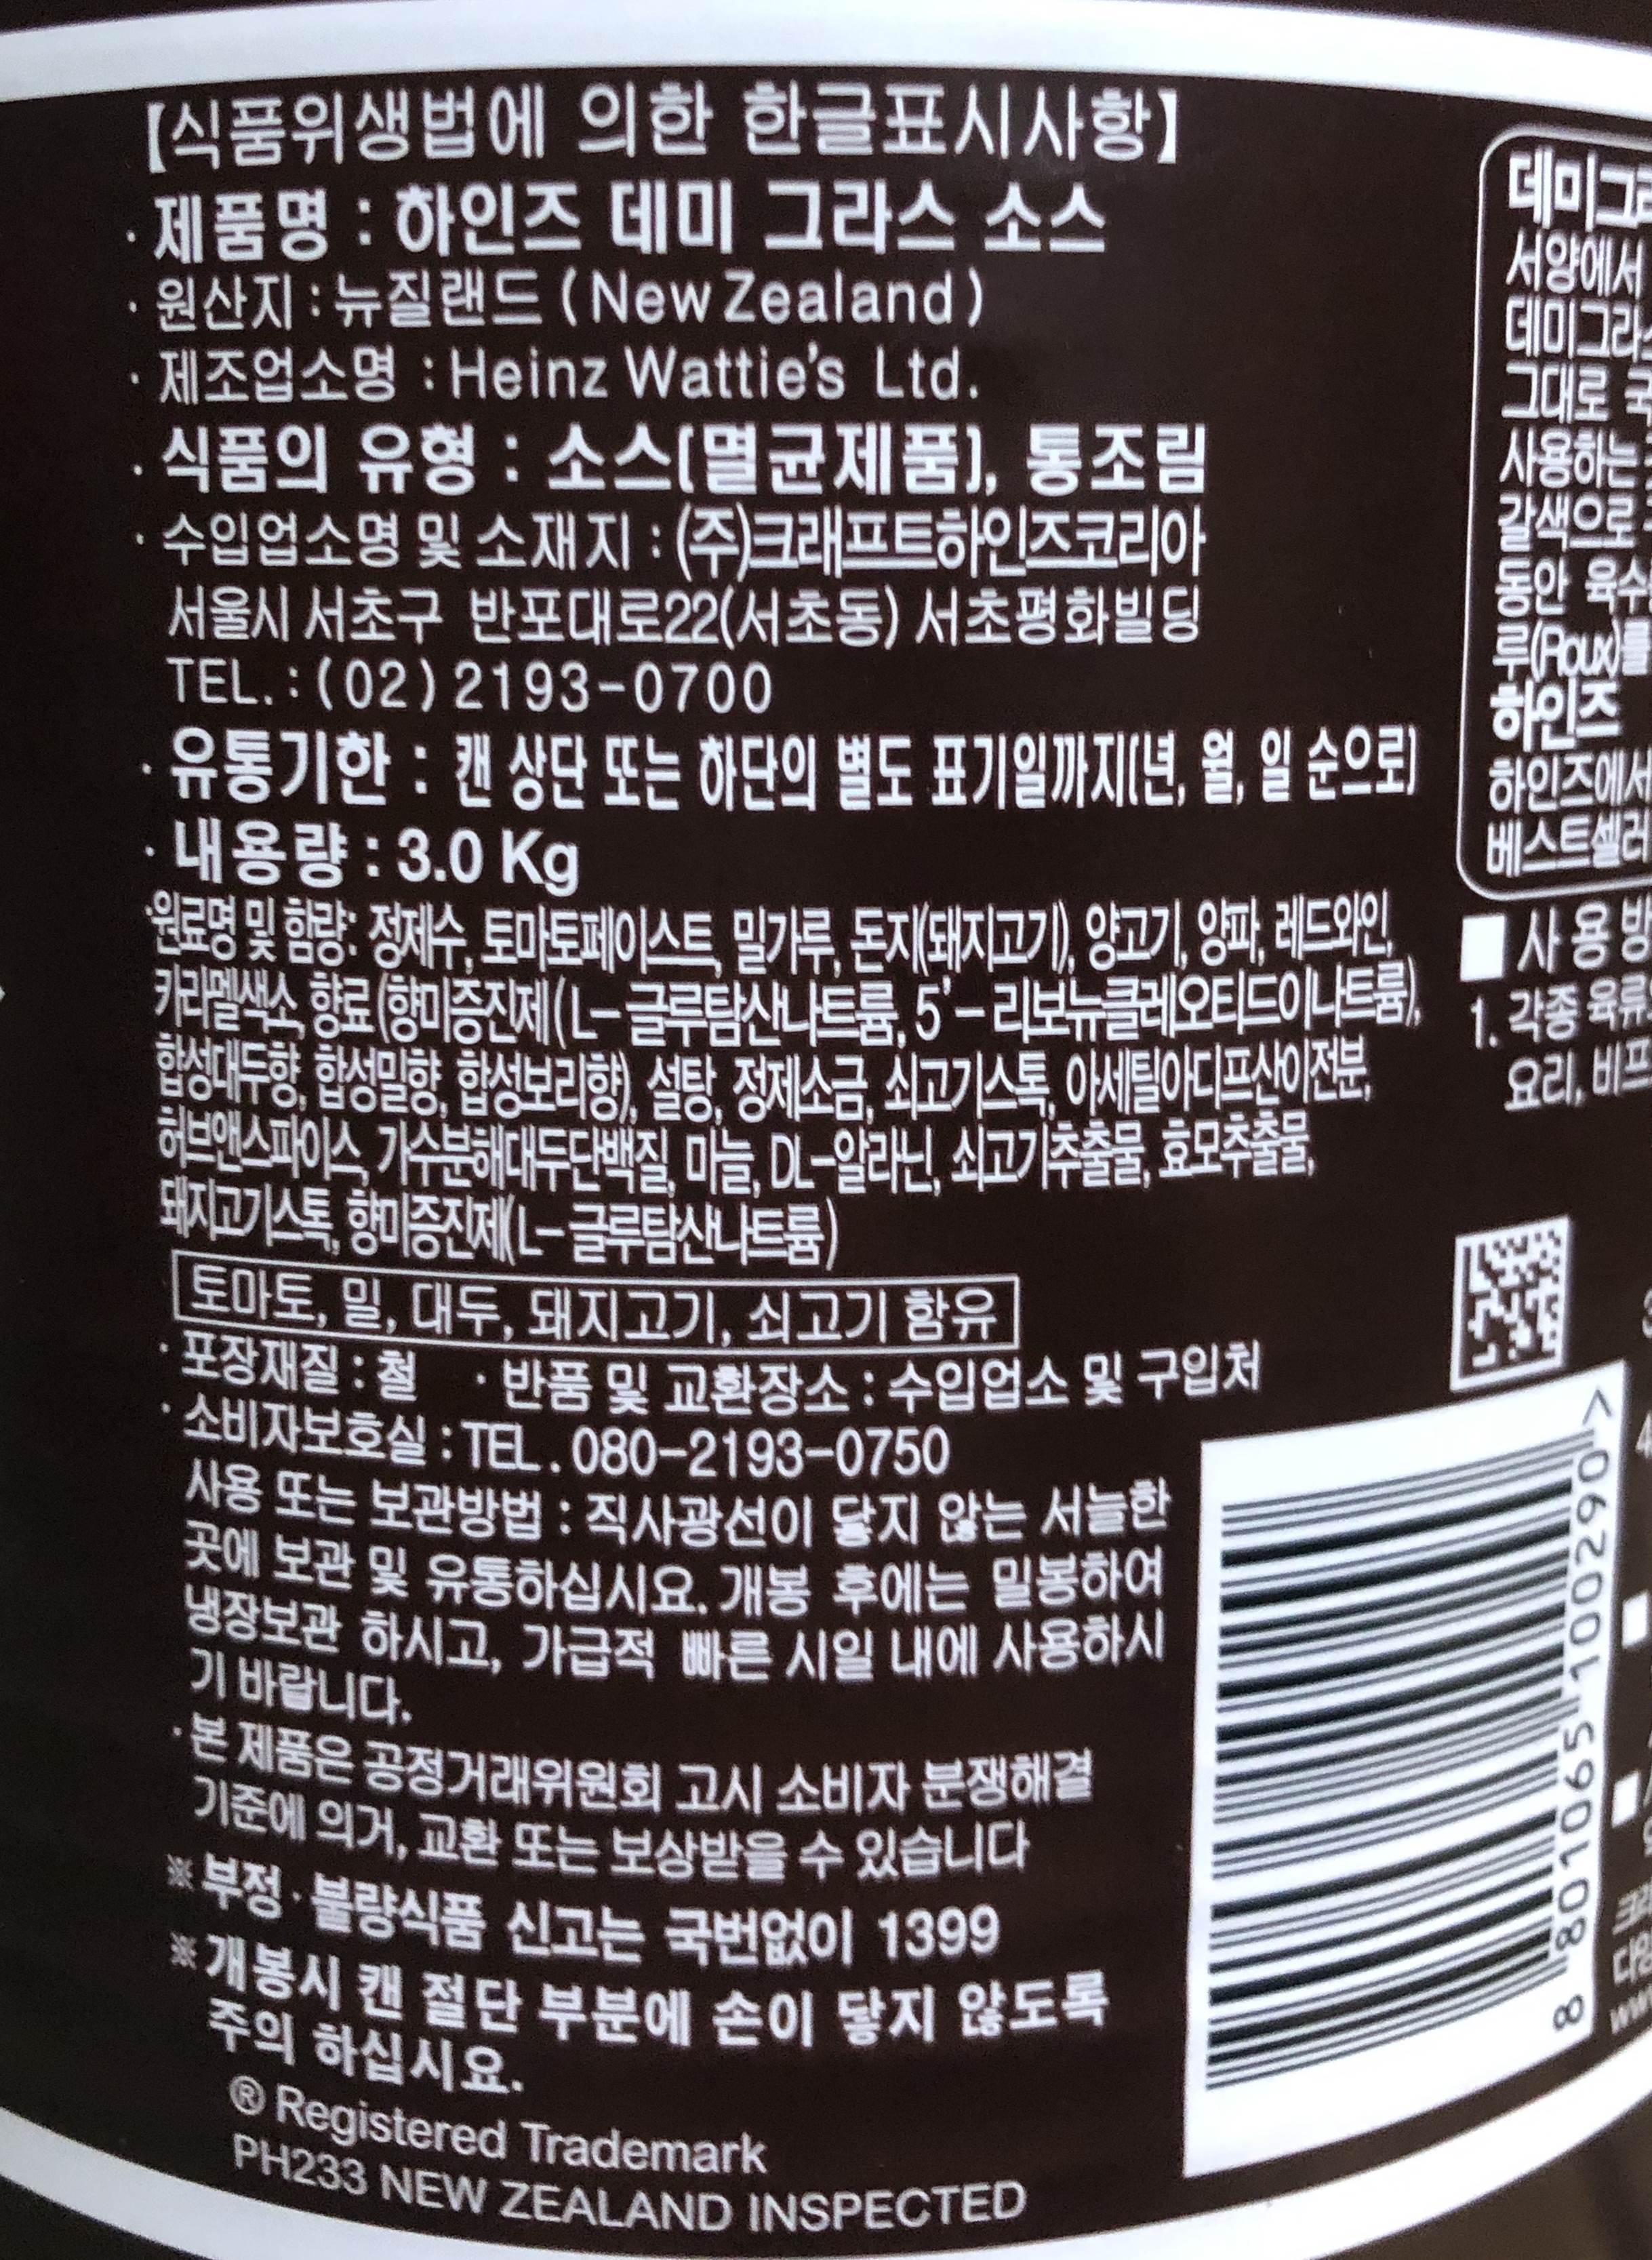 【식품위생법에 의한 한글표시사항】
· 제품명 : 하인즈 데미 그라스 소스
· 원산지 : 뉴질랜드 (New Zealand)
· 제조업소명 : Heinz Wattie's Ltd.
· 식품의 유형 : 소스(멸균제품), 통조림
· 수입업소명 및 소재지 : (주)크래프트하인즈코리아
서울시 서초구 반포대로22(서초동) 서초평화빌딩
TEL. : (02) 2193-0700
· 유통기한 : 캔 상단 또는 하단의 별도 표기일까지(년, 월, 일 순으로)
· 내용량 : 3.0 Kg
·원료명 및 함량: 정제수, 토마토페이스트, 밀가루, 돈지(돼지고기), 양고기, 양파, 레드와인,
카라멜색소, 향료(향미증진제(L-글루탐산나트륨, 5'-리보뉴클레오티드이나트륨),
합성대두향, 합성밀향, 합성보리향), 설탕, 정제소금, 쇠고기스톡, 아세틸아디프산이전분,
허브앤스파이스, 가수분해대두단백질, 마늘, DL-알라닌, 쇠고기추출물, 효모추출물,
돼지고기스톡, 향미증진제(L-글루탐산나트륨)
토마토, 밀, 대두, 돼지고기, 쇠고기 함유
· 포장재질 : 철 · 반품 및 교환장소 : 수입업소 및 구입처
· 소비자보호실 : TEL. 080-2193-0750
사용 또는 보관방법 : 직사광선이 닿지 않는 서늘한
곳에 보관 및 유통하십시요. 개봉 후에는 밀봉하여
냉장보관 하시고, 가급적 빠른 시일 내에 사용하시
기 바랍니다.
· 본 제품은 공정거래위원회 고시 소비자 분쟁해결
기준에 의거, 교환 또는 보상받을 수 있습니다
※ 부정 · 불량식품 신고는 국번없이 1399
※ 개봉시 캔 절단 부분에 손이 닿지 않도록
주의 하십시요.
® Registered Trademark
PH233 NEW ZEALAND INSPECTED
데미그라
서양에서
데미그라스
그대로
사용하는
갈색으로
동안 육수
루(Roux)를
하인즈
하인즈에서
베스트셀러
■ 사 용 방
1. 각종 육류
요리, 비프
8 801065 100290 >